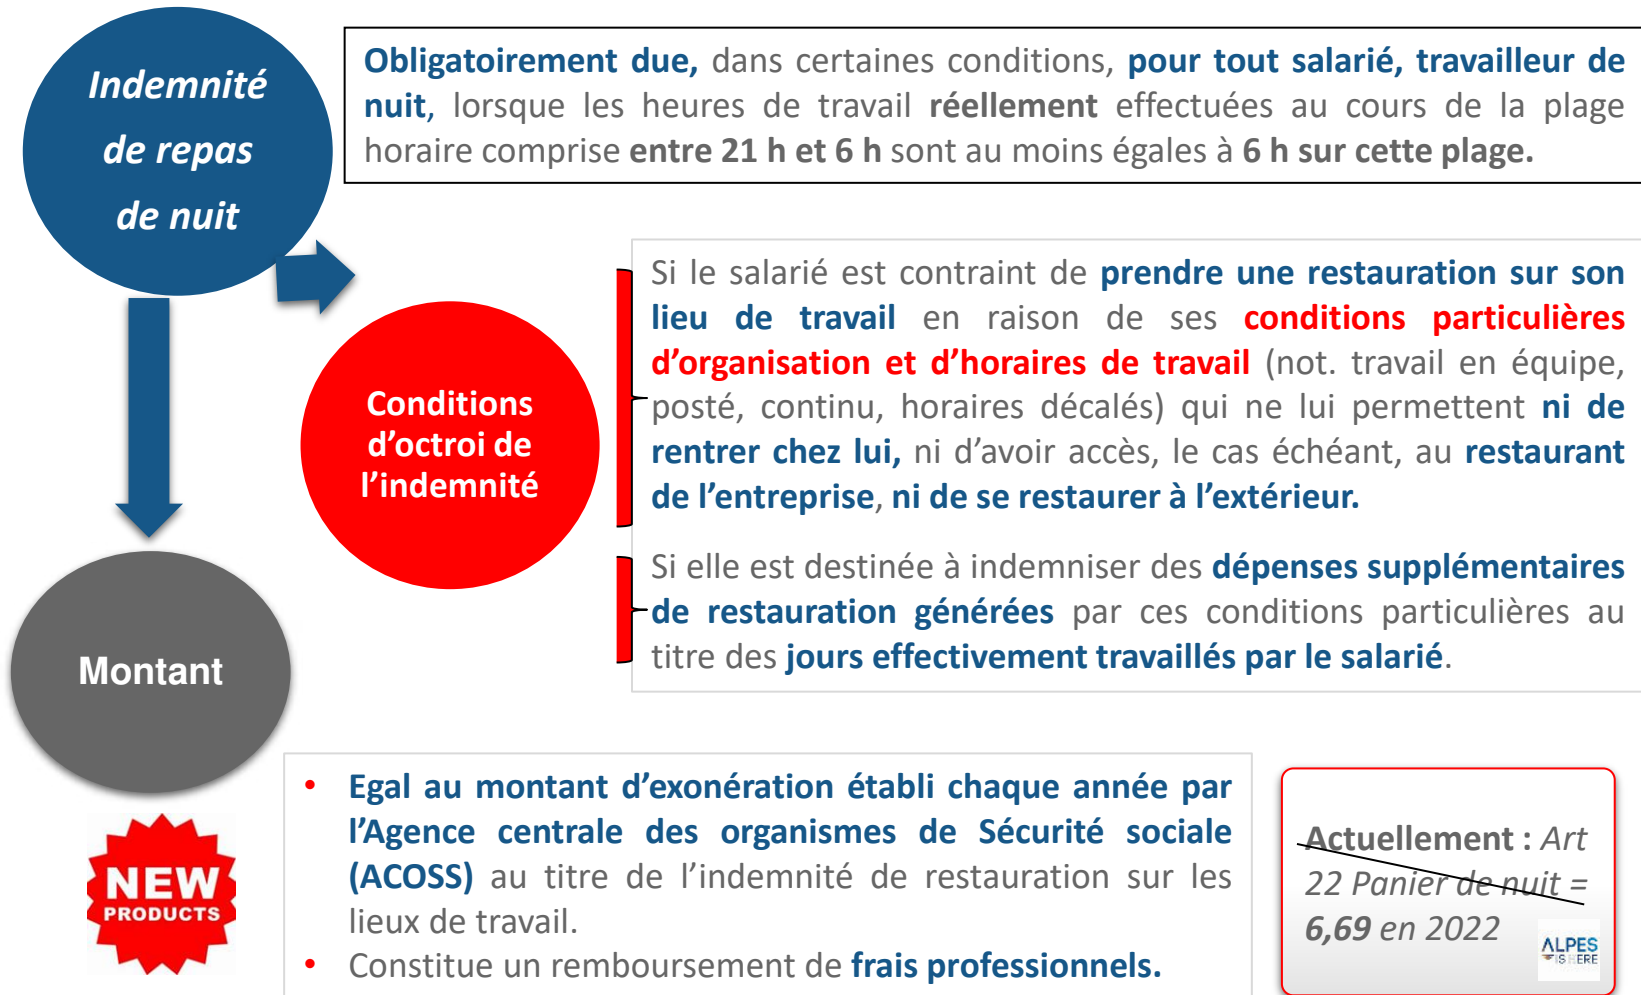 Indemnité
de repas
de nuit
Obligatoirement due, dans certaines conditions, pour tout salarié, travailleur de
nuit, lorsque les heures de travail réellement effectuées au cours de la plage
horaire comprise entre 21 h et 6 h sont au moins égales à 6 h sur cette plage.
Conditions
d’octroi de
l’indemnité
Si le salarié est contraint de prendre une restauration sur son
lieu de travail en raison de ses conditions particulières
d’organisation et d’horaires de travail (not. travail en équipe,
posté, continu, horaires décalés) qui ne lui permettent ni de
rentrer chez lui, ni d’avoir accès, le cas échéant, au restaurant
de l’entreprise, ni de se restaurer à l’extérieur.
Si elle est destinée à indemniser des dépenses supplémentaires
de restauration générées par ces conditions particulières au
titre des jours effectivement travaillés par le salarié.
Montant
NEW
PRODUCTS
• Egal au montant d’exonération établi chaque année par
l’Agence centrale des organismes de Sécurité sociale
(ACOSS) au titre de l’indemnité de restauration sur les
lieux de travail.
• Constitue un remboursement de frais professionnels.
Actuellement : Art
22 Panier de nuit =
6,69 en 2022
ALPES
IS HERE